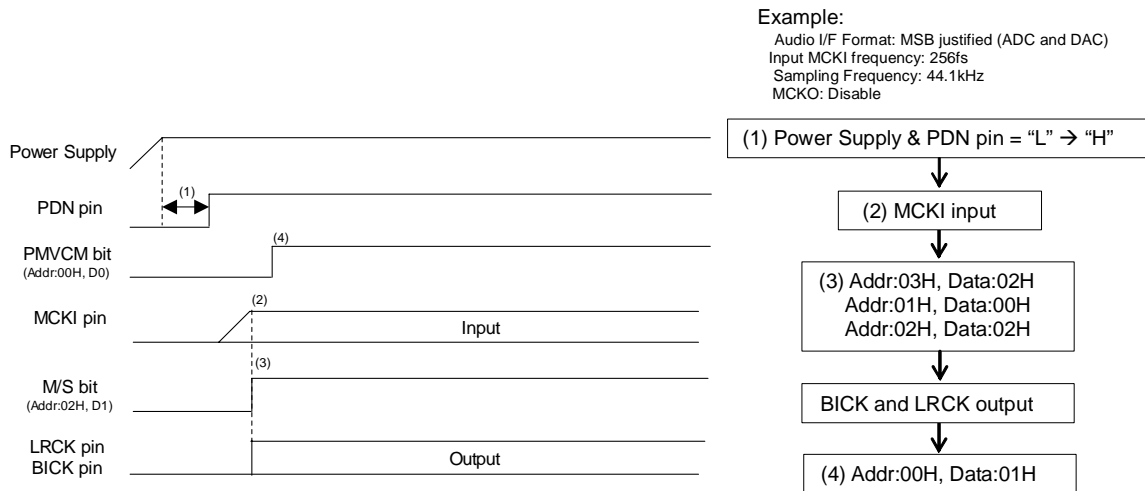 Example:
Audio I/F Format: MSB justified (ADC and DAC)
Input MCKI frequency: 256fs
Sampling Frequency: 44.1kHz
MCKO: Disable
Power Supply
(1)
PDN pin
PMVCM bit
(Addr:00H, D0)
(4)
MCKI pin
(2)
Input
M/S bit
(Addr:02H, D1)
(3)
LRCK pin
BICK pin
Output
(1) Power Supply & PDN pin = “L” → “H”
(2) MCKI input
(3) Addr:03H, Data:02H
Addr:01H, Data:00H
Addr:02H, Data:02H
BICK and LRCK output
(4) Addr:00H, Data:01H